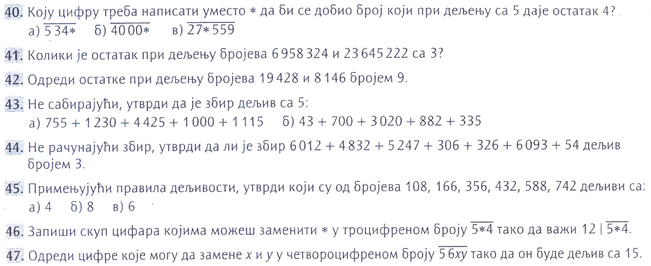 40. Коју цифру треба написати уместо * да би се добио број који при дељењу са 5 даје остатак 4?
а) 534* б) 4000* в) 27*559
41. Колики је остатак при дељењу бројева 6 958 324 и 23 645 222 са 3?
42. Одреди остатке при дељењу бројева 19 428 и 8 146 бројем 9.
43. Не сабирајући, утврди да је збир дељив са 5:
а) 755 + 1 230 + 4 425 + 1 000 + 1 115 б) 43 + 700 + 3 020 + 882 + 335
44. Не рачунајући збир, утврди да ли је збир 6 012 + 4 832 + 5 247 + 306 + 326 + 6 093 + 54 дељив
бројем 3.
45. Примењујући правила дељивости, утврди који су од бројева 108, 166, 356, 432, 588, 742 дељиви са:
а) 4 б) 8 в) 6
46. Запиши скуп цифара којима можеш заменити * у троцифреном броју 5*4 тако да важи 12 | 5*4.
47. Одреди цифре које могу да замене x и y у четвороцифреном броју 56xy тако да он буде дељив са 15.